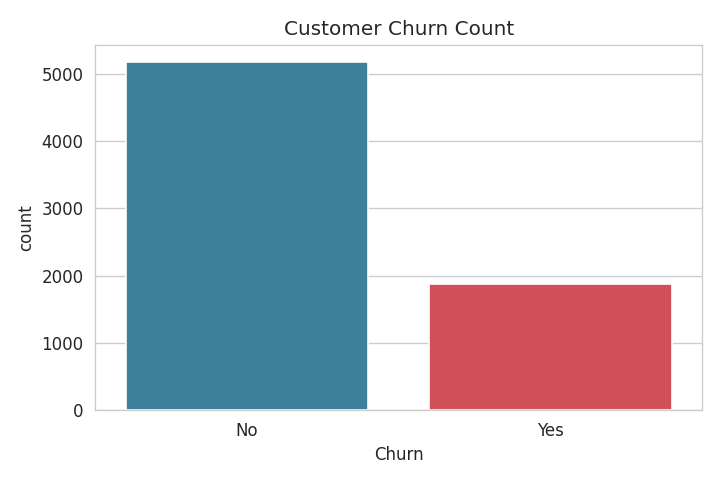 Customer Churn Count
5000
4000
3000
2000
1000
0
count
No
Yes
Churn